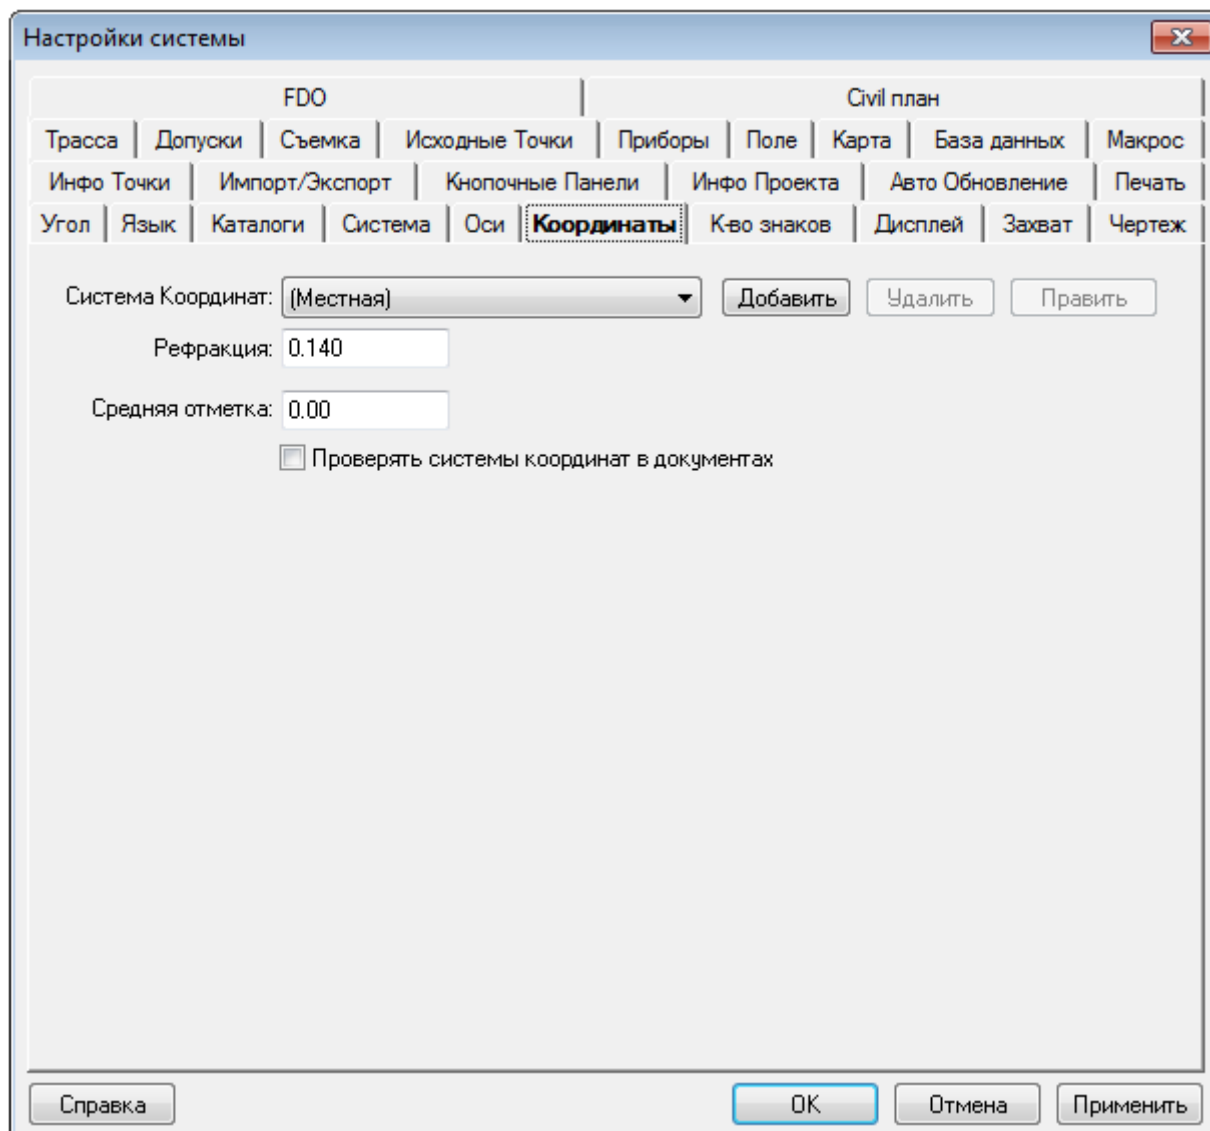 Настройки системы
FDO Civil план
Трасса Допуски Съемка Исходные Точки Приборы Поле Карта База данных Макрос
Инфо Точки Импорт/Экспорт Кнопочные Панели Инфо Проекта Авто Обновление Печать
Угол Язык Каталоги Система Оси Координаты К-во знаков Дисплей Захват Чертеж
Система Координат: (Местная) Добавить Удалить Править
Рефракция: 0.140
Средняя отметка: 0.00
Проверять системы координат в документах
Справка OK Отмена Применить